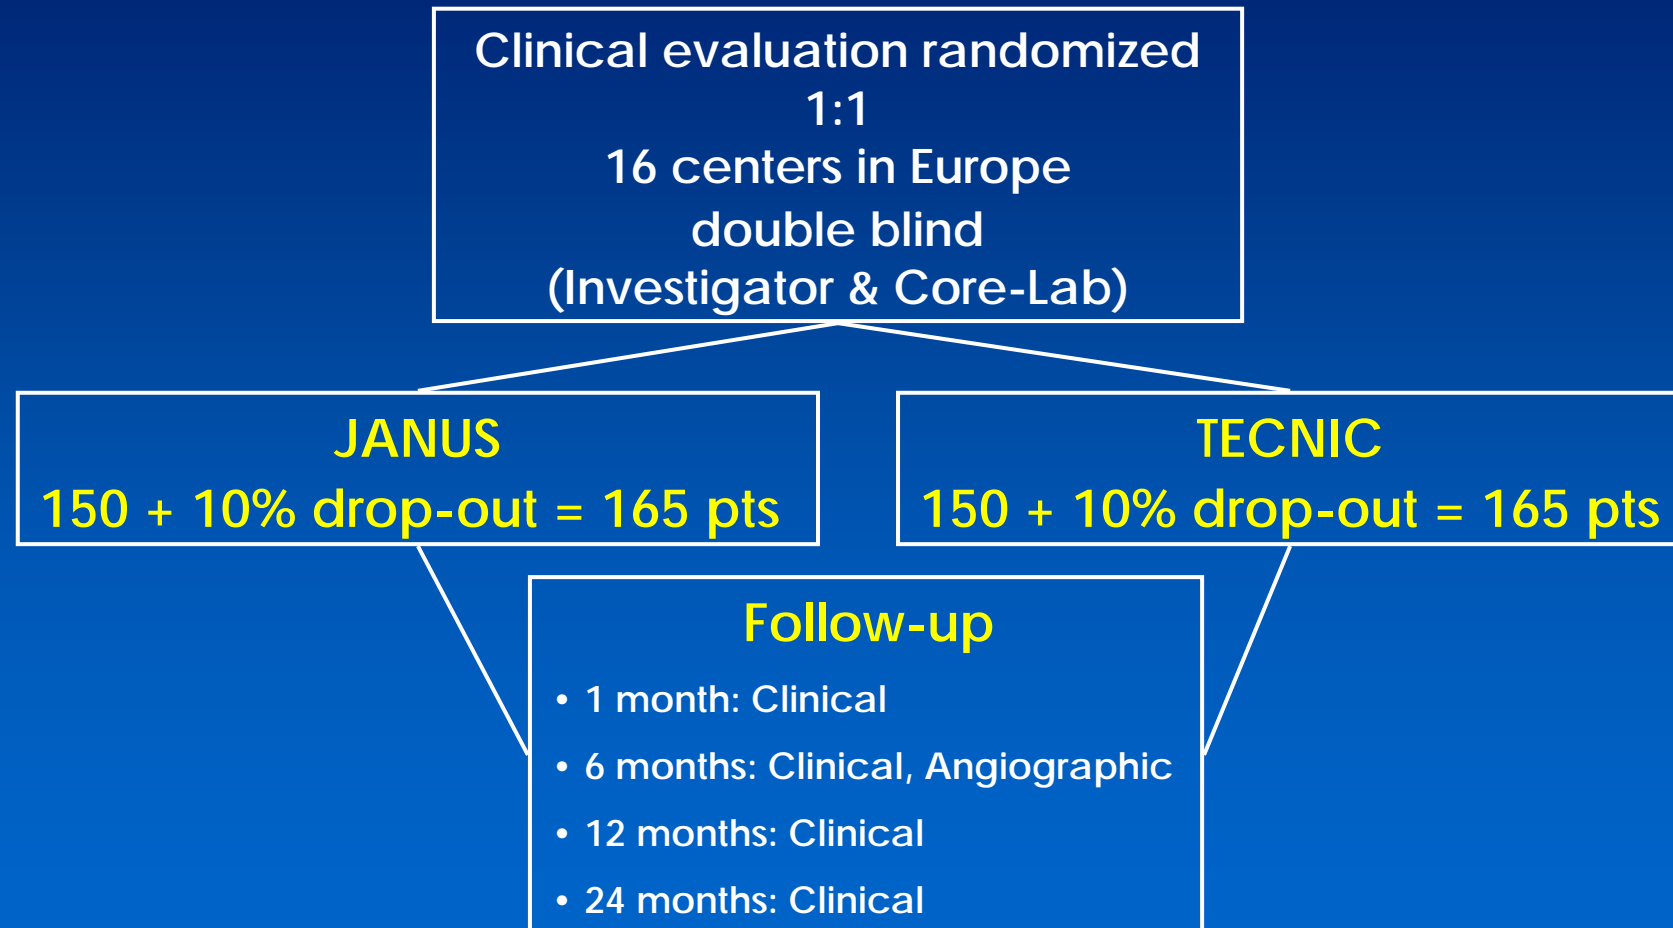 Clinical evaluation randomized
1:1
16 centers in Europe
double blind
(Investigator & Core-Lab)
JANUS
150 + 10% drop-out = 165 pts
TECNIC
150 + 10% drop-out = 165 pts
Follow-up
• 1 month: Clinical
• 6 months: Clinical, Angiographic
• 12 months: Clinical
• 24 months: Clinical